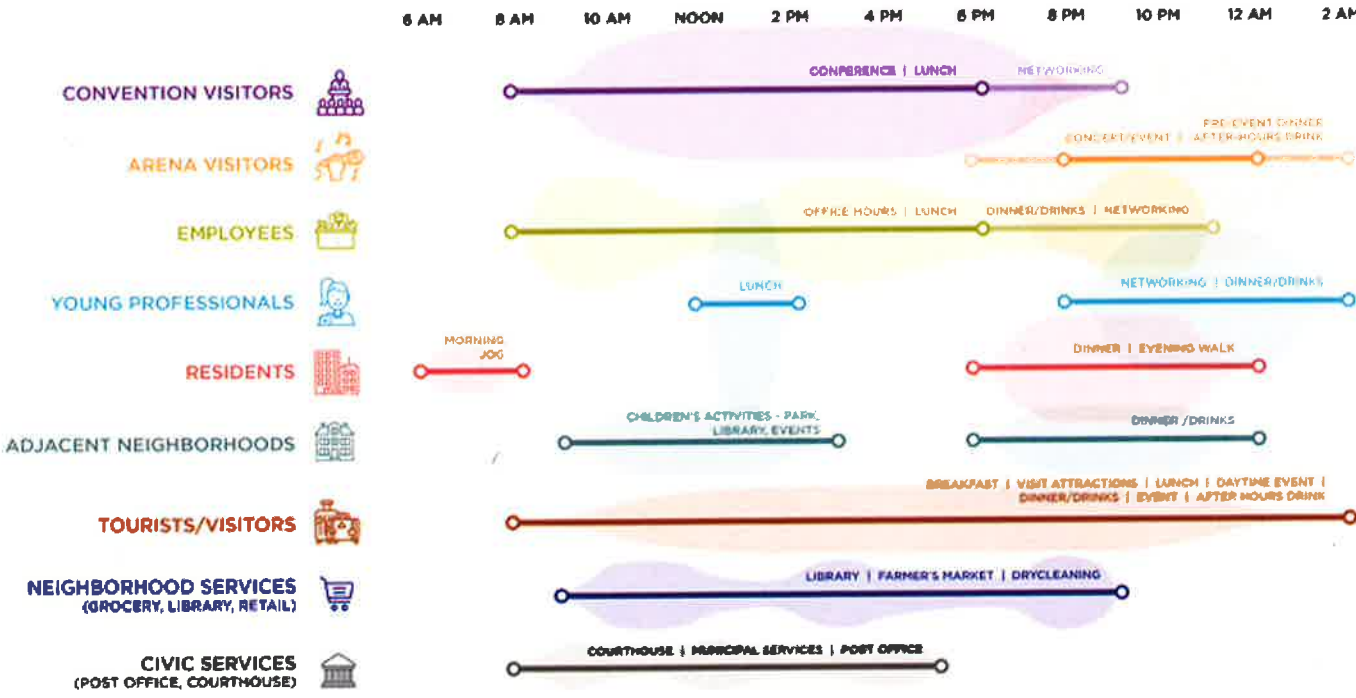 6 AM 8 AM 10 AM NOON 2 PM 4 PM 6 PM 8 PM 10 PM 12 AM 2 AM
CONVENTION VISITORS
CONFERENCE | LUNCH
NETWORKING
ARENA VISITORS
PRE-EVENT DINNER
CONCERT/EVENT | AFTER-HOURS DRINK
EMPLOYEES
OFFICE HOURS | LUNCH
DINNER/DRINKS | NETWORKING
YOUNG PROFESSIONALS
LUNCH
NETWORKING | DINNER/DRINKS
RESIDENTS
MORNING
JOG
DINNER | EVENING WALK
ADJACENT NEIGHBORHOODS
CHILDREN'S ACTIVITIES - PARK,
LIBRARY, EVENTS
DINNER /DRINKS
TOURISTS/VISITORS
BREAKFAST | VISIT ATTRACTIONS | LUNCH | DAYTIME EVENT |
DINNER/DRINKS | EVENT | AFTER HOURS DRINK
NEIGHBORHOOD SERVICES
(GROCERY, LIBRARY, RETAIL)
LIBRARY | FARMER'S MARKET | DRYCLEANING
CIVIC SERVICES
(POST OFFICE, COURTHOUSE)
COURTHOUSE | MUNICIPAL SERVICES | POST OFFICE